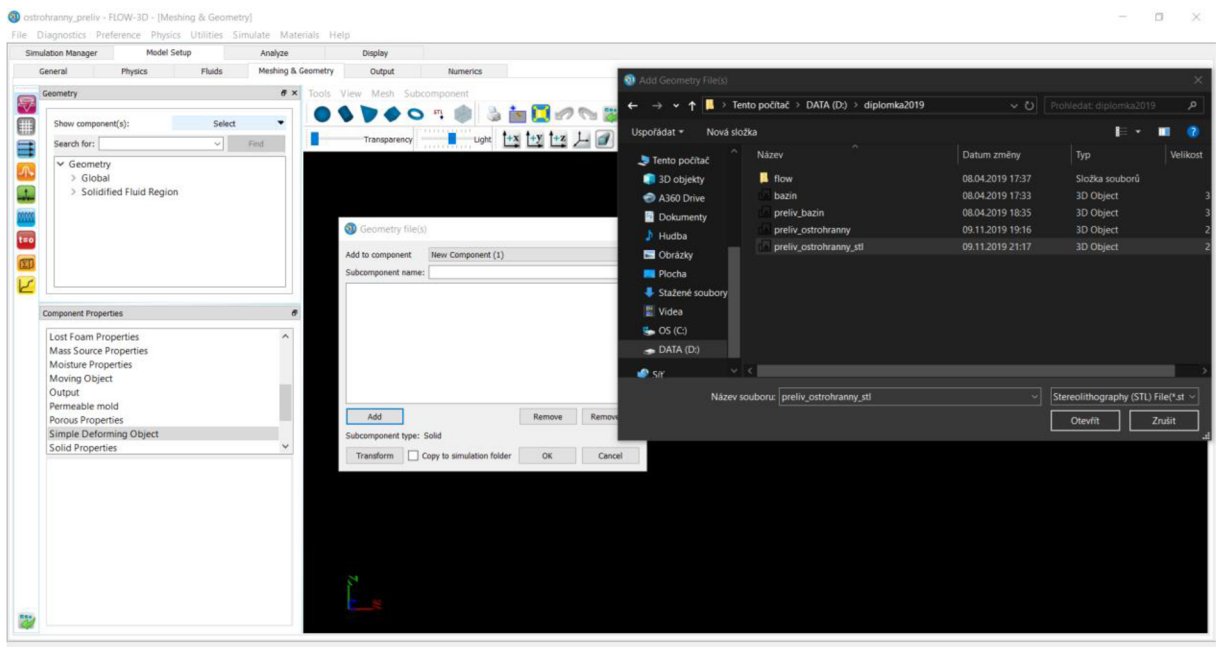 ostrohranny_preliv - FLOW-3D - [Meshing & Geometry]
File Diagnostics Preference Physics Utilities Simulate Materials Help
Simulation Manager Model Setup Analyze Display
General Physics Fluids Meshing & Geometry Output Numerics
Geometry
Show component(s): Select
Search for: Find
Geometry
Global
Solidified Fluid Region
Component Properties
Lost Foam Properties
Mass Source Properties
Moisture Properties
Moving Object
Output
Permeable mold
Porous Properties
Simple Deforming Object
Solid Properties
Tools View Mesh Subcomponent
STL
Transparency Light +x +y +z
Geometry file(s)
Add to component New Component (1)
Subcomponent name:
Add Remove Remov
Subcomponent type: Solid
Transform Copy to simulation folder OK Cancel
Add Geometry File(s)
Tento počítač > DATA (D:) > diplomka2019
Prohledat: diplomka2019
Uspořádat Nová složka
Tento počítač
3D objekty
A360 Drive
Dokumenty
Hudba
Obrázky
Plocha
Stažené soubory
Videa
OS (C:)
DATA (D:)
Síť
Název Datum změny Typ Velikost
flow 08.04.2019 17:37 Složka souborů
bazin 08.04.2019 17:33 3D Object 3
preliv_bazin 08.04.2019 18:35 3D Object 3
preliv_ostrohranny 09.11.2019 19:16 3D Object 2
preliv_ostrohranny_stl 09.11.2019 21:17 3D Object 2
Název souboru: preliv_ostrohranny_stl
Stereolithography (STL) File(*.st
Otevřít Zrušit